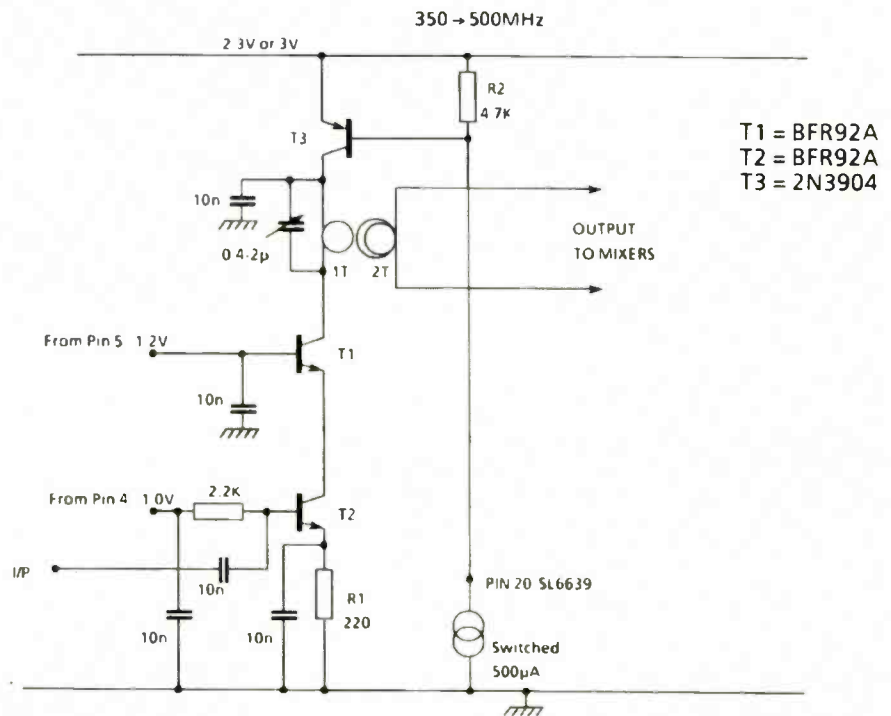 350 → 500MHz
2 3V or 3V
R2
4 7K
T1 = BFR92A
T2 = BFR92A
T3 = 2N3904
T3
10n
0 4-2p
1T
2T
OUTPUT
TO MIXERS
From Pin 5 1.2V
T1
10n
From Pin 4 1.0V
2.2K
T2
I/P
10n
10n
10n
R1
220
PIN 20 SL6639
Switched
500µA